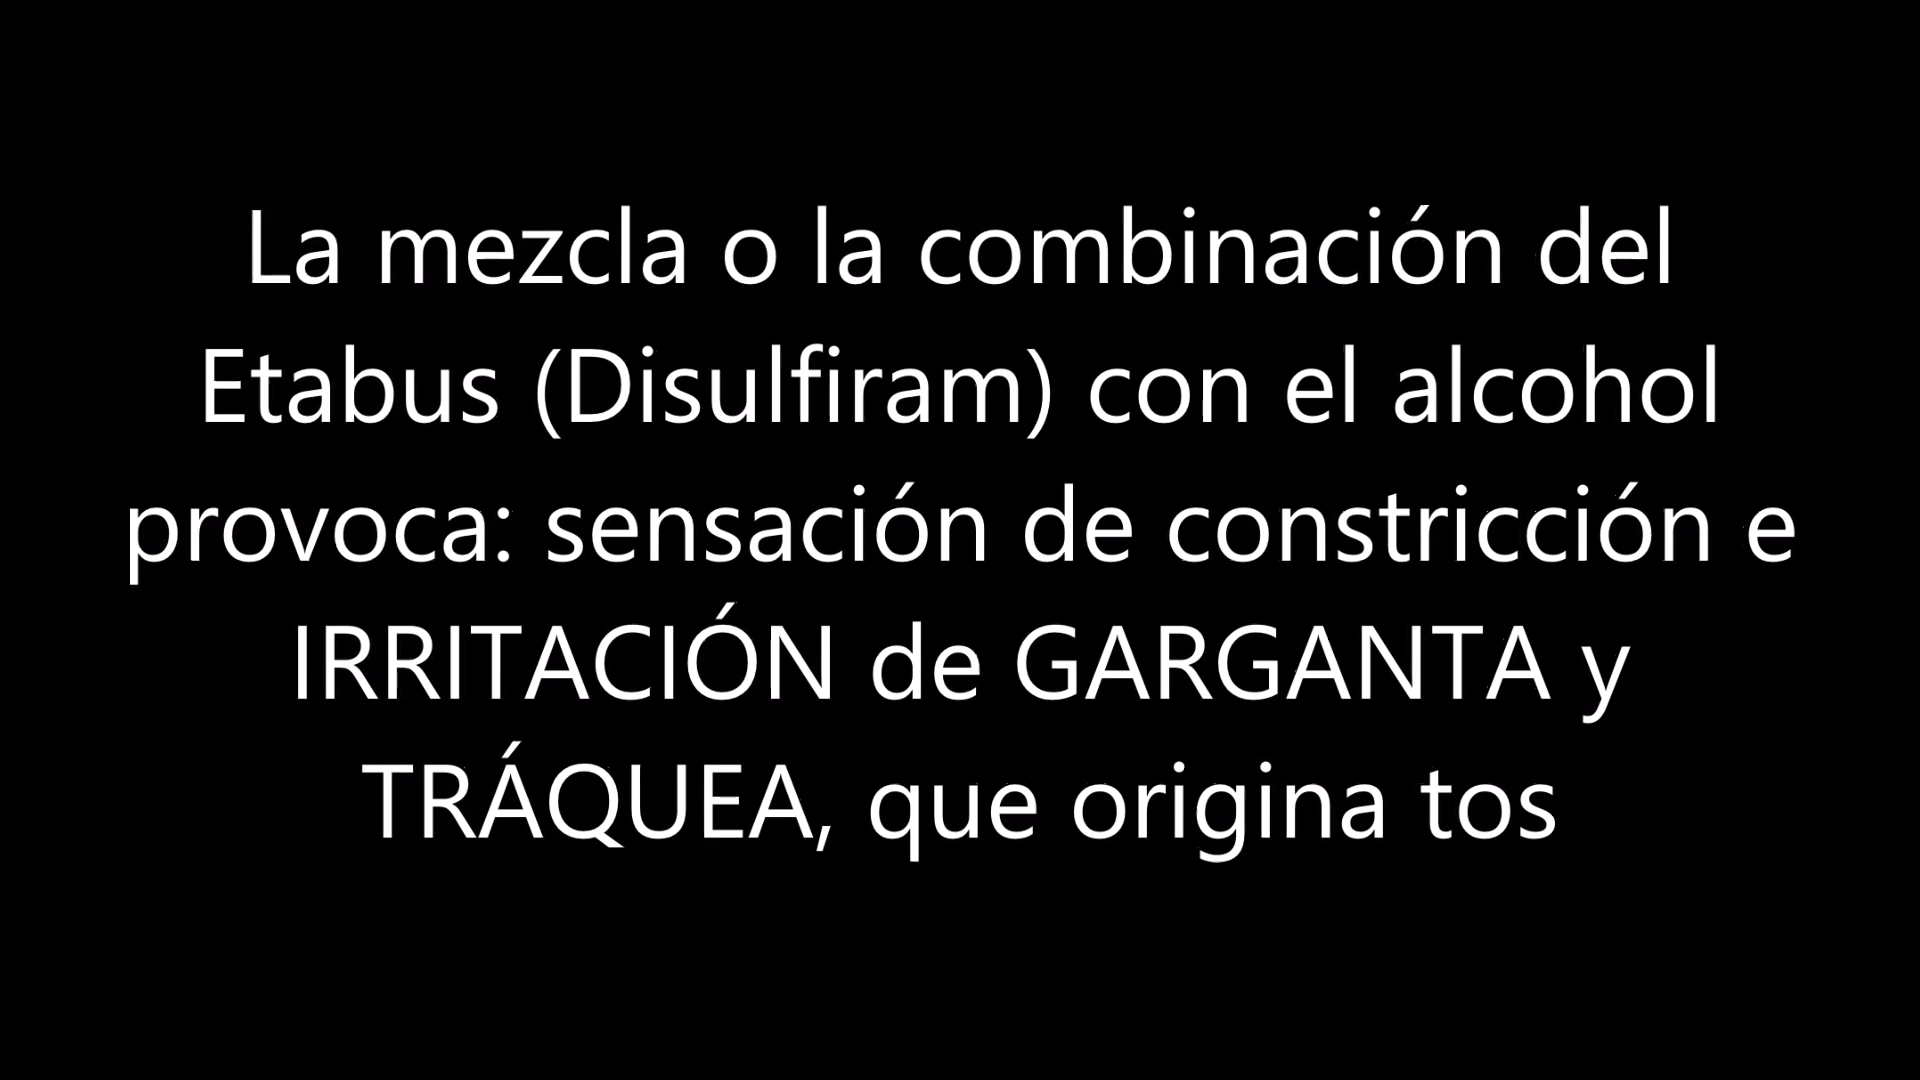 La mezcla o la combinación del
Etabus (Disulfiram) con el alcohol
provoca: sensación de constricción e
IRRITACIÓN de GARGANTA y
TRÁQUEA, que origina tos